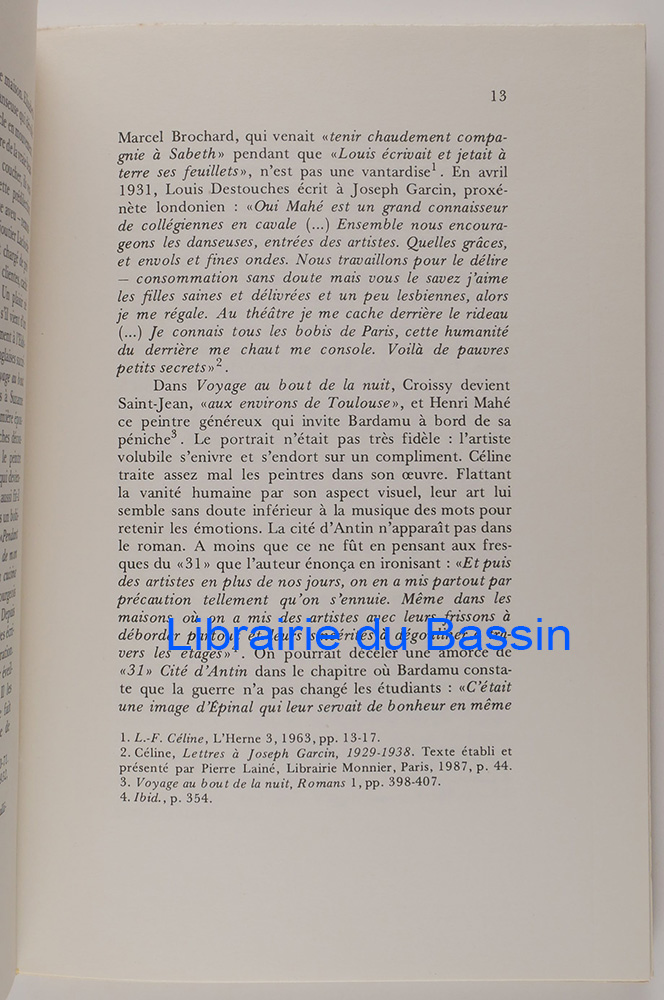 13
Marcel Brochard, qui venait «tenir chaudement compa-
gnie à Sabeth» pendant que «Louis écrivait et jetait à
terre ses feuillets», n'est pas une vantardise1. En avril
1931, Louis Destouches écrit à Joseph Garcin, proxé-
nète londonien : «Oui Mahé est un grand connaisseur
de collégiennes en cavale (...) Ensemble nous encoura-
geons les danseuses, entrées des artistes. Quelles grâces,
et envols et fines ondes. Nous travaillons pour le délire
— consommation sans doute mais vous le savez j'aime
les filles saines et délivrées et un peu lesbiennes, alors
je me régale. Au théâtre je me cache derrière le rideau
(...) Je connais tous les bobis de Paris, cette humanité
du derrière me chaut me console. Voilà de pauvres
petits secrets»2.
Dans Voyage au bout de la nuit, Croissy devient
Saint-Jean, «aux environs de Toulouse», et Henri Mahé
ce peintre généreux qui invite Bardamu à bord de sa
péniche3. Le portrait n'était pas très fidèle : l'artiste
volubile s'enivre et s'endort sur un compliment. Céline
traite assez mal les peintres dans son œuvre. Flattant
la vanité humaine par son aspect visuel, leur art lui
semble sans doute inférieur à la musique des mots pour
retenir les émotions. La cité d'Antin n'apparaît pas dans
le roman. A moins que ce ne fût en pensant aux fres-
ques du «31» que l'auteur énonça en ironisant : «Et puis
des artistes en plus de nos jours, on en a mis partout par
précaution tellement qu'on s'ennuie. Même dans les
maisons où on a mis des artistes avec leurs frissons à
déborder partout et leurs sincérités à dégouliner à tra-
vers les étages»4. On pourrait déceler une amorce de
«31» Cité d'Antin dans le chapitre où Bardamu consta-
te que la guerre n'a pas changé les étudiants : «C'était
une image d'Épinal qui leur servait de bonheur en même
1. L.-F. Céline, L'Herne 3, 1963, pp. 13-17.
2. Céline, Lettres à Joseph Garcin, 1929-1938. Texte établi et
présenté par Pierre Lainé, Librairie Monnier, Paris, 1987, p. 44.
3. Voyage au bout de la nuit, Romans 1, pp. 398-407.
4. Ibid., p. 354.
Librairie du Bassin